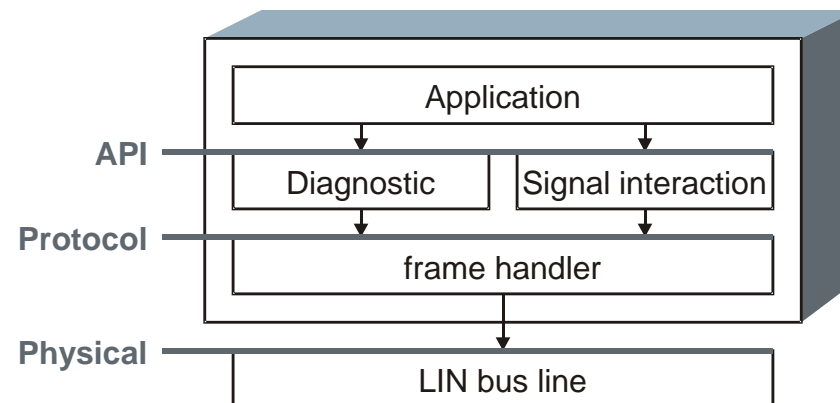 Application
API
Diagnostic
Signal interaction
Protocol
frame handler
Physical
LIN bus line